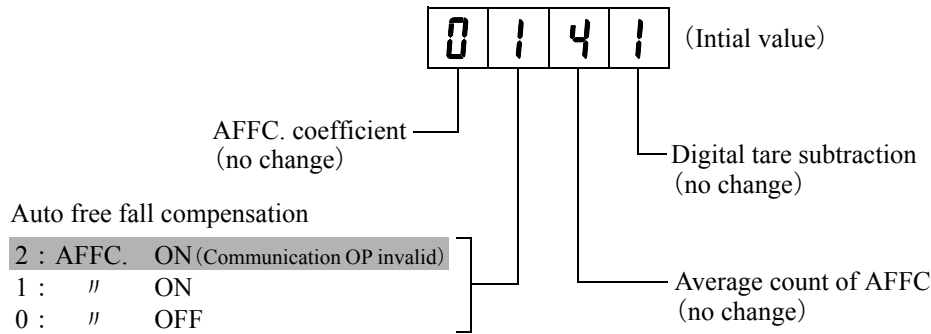 0 1 4 1 (Intial value)
AFFC. coefficient
(no change)
Digital tare subtraction
(no change)
Auto free fall compensation
2 : AFFC. ON (Communication OP invalid)
1 : 〃 ON
0 : 〃 OFF
Average count of AFFC
(no change)